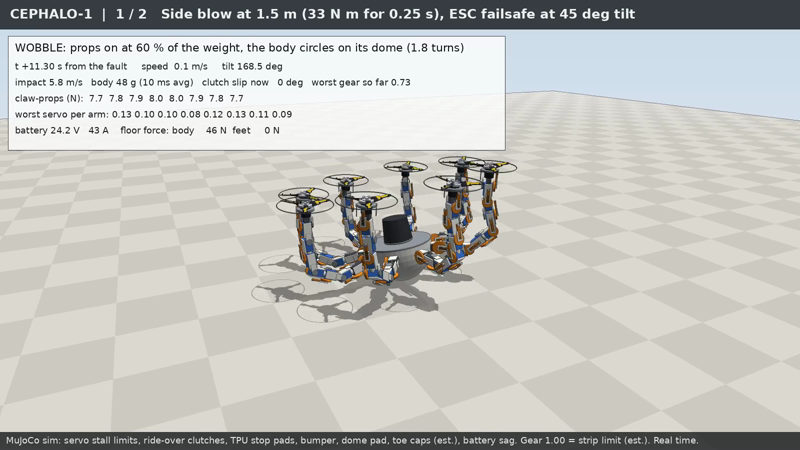 CEPHALO-1 | 1 / 2 Side blow at 1.5 m (33 N m for 0.25 s), ESC failsafe at 45 deg tilt
WOBBLE: props on at 60 % of the weight, the body circles on its dome (1.8 turns)
t +11.30 s from the fault speed 0.1 m/s tilt 168.5 deg
impact 5.8 m/s body 48 g (10 ms avg) clutch slip now 0 deg worst gear so far 0.73
claw-props (N): 7.7 7.8 7.9 8.0 8.0 7.9 7.8 7.7
worst servo per arm: 0.13 0.10 0.10 0.08 0.12 0.13 0.11 0.09
battery 24.2 V 43 A floor force: body 46 N feet 0 N
MuJoCo sim: servo stall limits, ride-over clutches, TPU stop pads, bumper, dome pad, toe caps (est.), battery sag. Gear 1.00 = strip limit (est.). Real time.